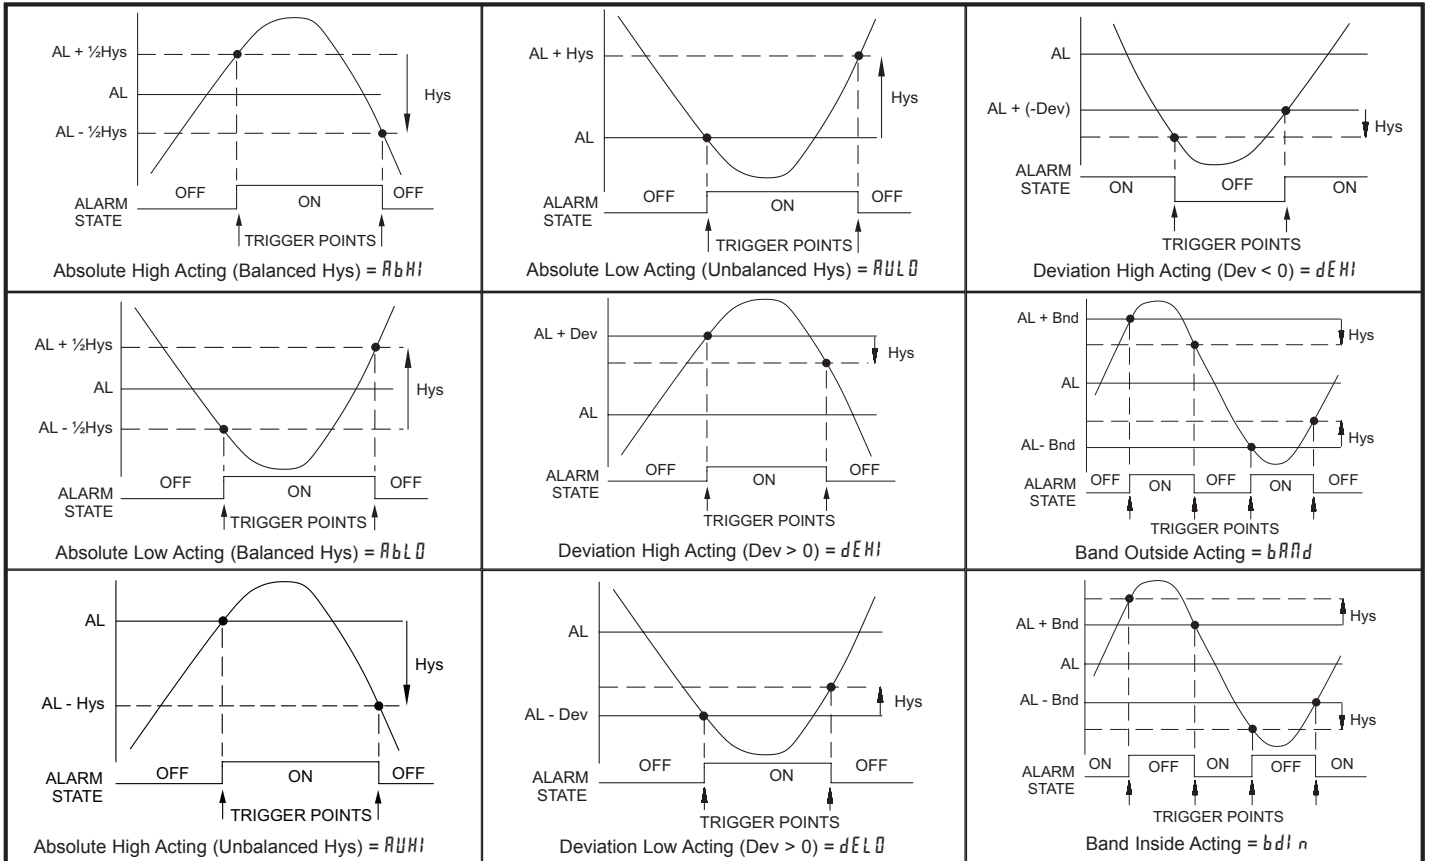 AL + ½Hys
AL
AL - ½Hys
Hys
OFF
ON
OFF
ALARM
STATE
TRIGGER POINTS
Absolute High Acting (Balanced Hys) = AbHI
AL + Hys
AL
Hys
OFF
ON
OFF
ALARM
STATE
TRIGGER POINTS
Absolute Low Acting (Unbalanced Hys) = AULO
AL
AL + (-Dev)
Hys
ALARM
STATE
ON
OFF
ON
TRIGGER POINTS
Deviation High Acting (Dev < 0) = dEHI
AL + ½Hys
AL
AL - ½Hys
Hys
OFF
ON
OFF
ALARM
STATE
TRIGGER POINTS
Absolute Low Acting (Balanced Hys) = AbLO
AL + Dev
Hys
AL
OFF
ON
OFF
ALARM
STATE
TRIGGER POINTS
Deviation High Acting (Dev > 0) = dEHI
AL + Bnd
Hys
AL
AL- Bnd
Hys
ALARM
STATE
OFF
ON
OFF
ON
OFF
TRIGGER POINTS
Band Outside Acting = bANd
AL
AL - Hys
Hys
OFF
ON
OFF
ALARM
STATE
TRIGGER POINTS
Absolute High Acting (Unbalanced Hys) = AUHI
AL
AL - Dev
Hys
OFF
ON
OFF
ALARM
STATE
TRIGGER POINTS
Deviation Low Acting (Dev > 0) = dELO
Hys
AL + Bnd
AL
AL - Bnd
Hys
ALARM
STATE
ON
OFF
ON
OFF
ON
TRIGGER POINTS
Band Inside Acting = bdIn